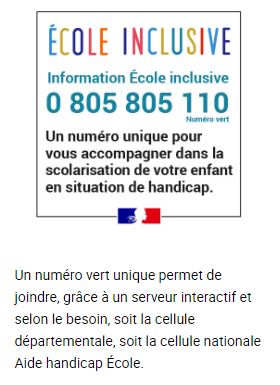 ÉCOLE INCLUSIVE
Information École inclusive
0 805 805 110
Numéro vert
Un numéro unique pour
vous accompagner dans la
scolarisation de votre enfant
en situation de handicap.
Un numéro vert unique permet de
joindre, grâce à un serveur interactif et
selon le besoin, soit la cellule
départementale, soit la cellule nationale
Aide handicap École.